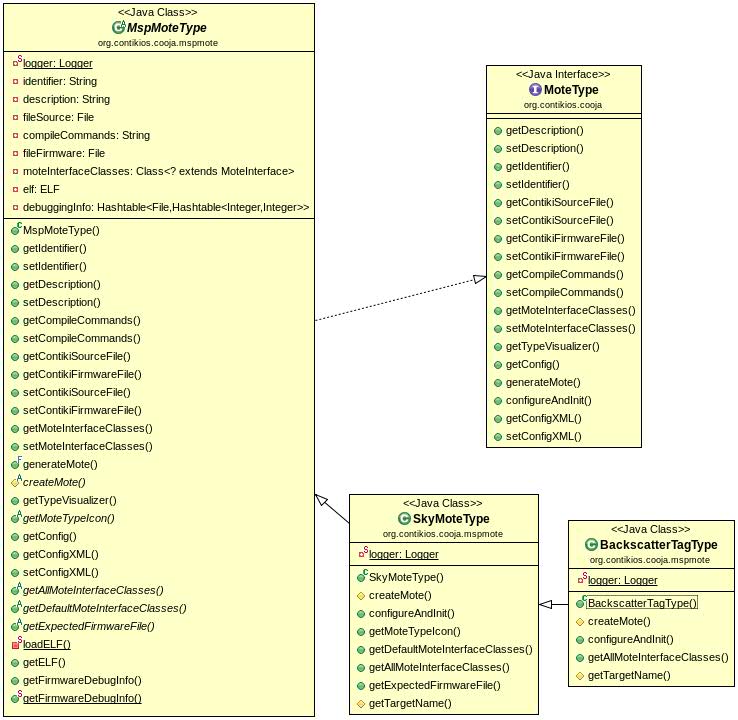 <<Java Class>>
MspMoteType
org.contikios.cooja.mspmote
logger: Logger
identifier: String
description: String
fileSource: File
compileCommands: String
fileFirmware: File
moteInterfaceClasses: Class<? extends MoteInterface>
elf: ELF
debuggingInfo: Hashtable<File,Hashtable<Integer,Integer>>
MspMoteType()
getIdentifier()
setIdentifier()
getDescription()
setDescription()
getCompileCommands()
setCompileCommands()
getContikiSourceFile()
getContikiFirmwareFile()
setContikiSourceFile()
setContikiFirmwareFile()
getMoteInterfaceClasses()
setMoteInterfaceClasses()
generateMote()
createMote()
getTypeVisualizer()
getMoteTypeIcon()
getConfig()
getConfigXML()
setConfigXML()
getAllMoteInterfaceClasses()
getDefaultMoteInterfaceClasses()
getExpectedFirmwareFile()
loadELF()
getELF()
getFirmwareDebugInfo()
getFirmwareDebugInfo()
<<Java Interface>>
MoteType
org.contikios.cooja
getDescription()
setDescription()
getIdentifier()
setIdentifier()
getContikiSourceFile()
setContikiSourceFile()
getContikiFirmwareFile()
setContikiFirmwareFile()
getCompileCommands()
setCompileCommands()
getMoteInterfaceClasses()
setMoteInterfaceClasses()
getTypeVisualizer()
getConfig()
generateMote()
configureAndInit()
getConfigXML()
setConfigXML()
<<Java Class>>
SkyMoteType
org.contikios.cooja.mspmote
logger: Logger
SkyMoteType()
createMote()
configureAndInit()
getMoteTypeIcon()
getDefaultMoteInterfaceClasses()
getAllMoteInterfaceClasses()
getExpectedFirmwareFile()
getTargetName()
<<Java Class>>
BackscatterTagType
org.contikios.cooja.mspmote
logger: Logger
BackscatterTagType()
createMote()
configureAndInit()
getAllMoteInterfaceClasses()
getTargetName()